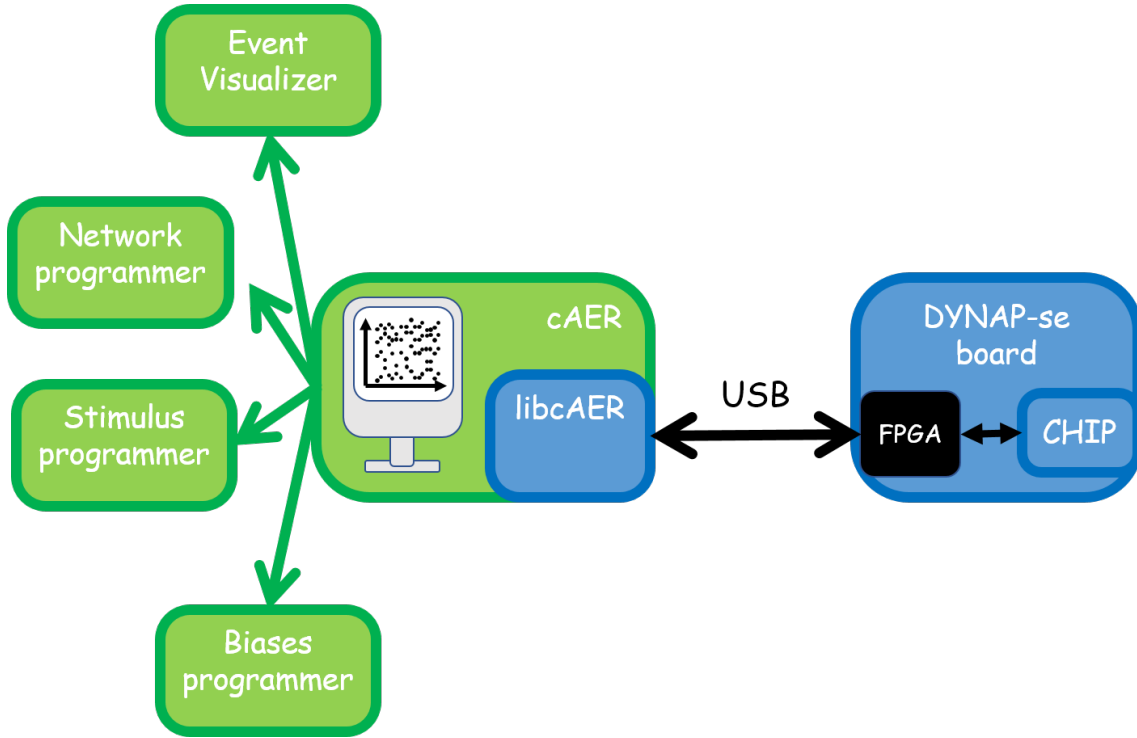 Event
Visualizer
Network
programmer
Stimulus
programmer
Biases
programmer
cAER
libcAER
USB
DYNAP-se
board
FPGA
CHIP